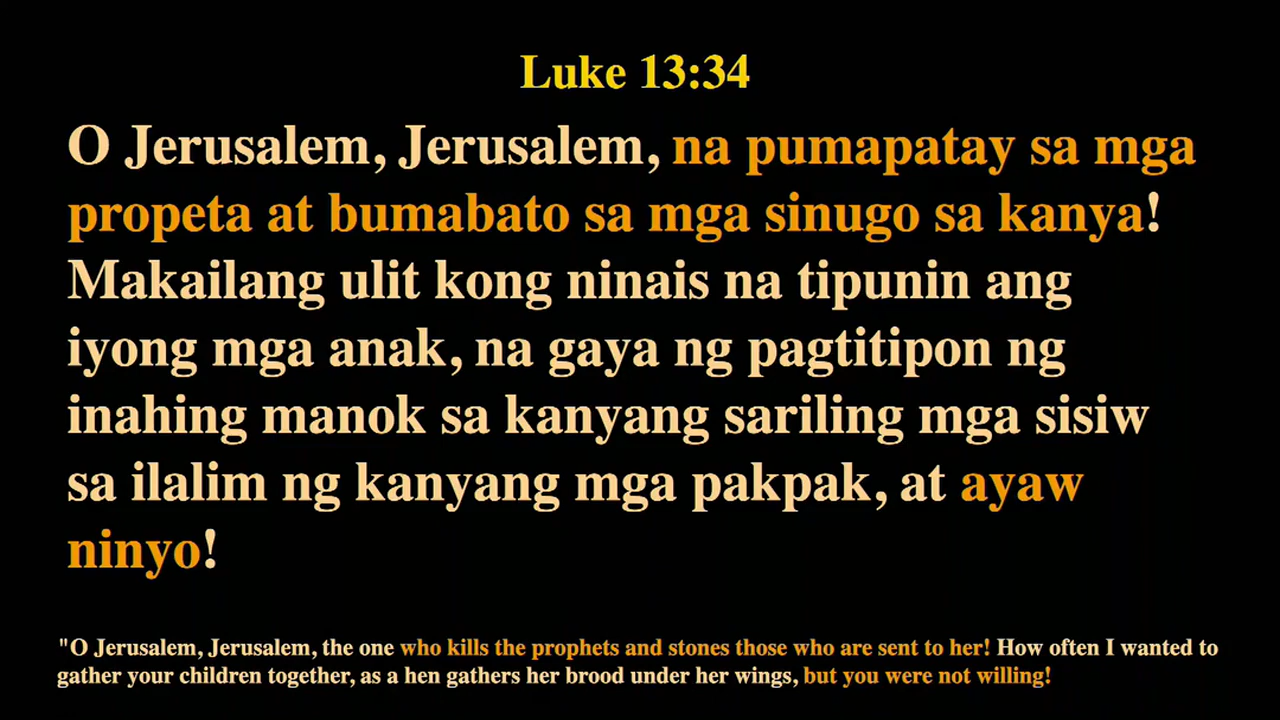 Luke 13:34
O Jerusalem, Jerusalem, na pumapatay sa mga
propeta at bumabato sa mga sinugo sa kanya!
Makailang ulit kong ninais na tipunin ang
iyong mga anak, na gaya ng pagtitipon ng
inahing manok sa kanyang sariling mga sisiw
sa ilalim ng kanyang mga pakpak, at ayaw
ninyo!
"O Jerusalem, Jerusalem, the one who kills the prophets and stones those who are sent to her! How often I wanted to
gather your children together, as a hen gathers her brood under her wings, but you were not willing!